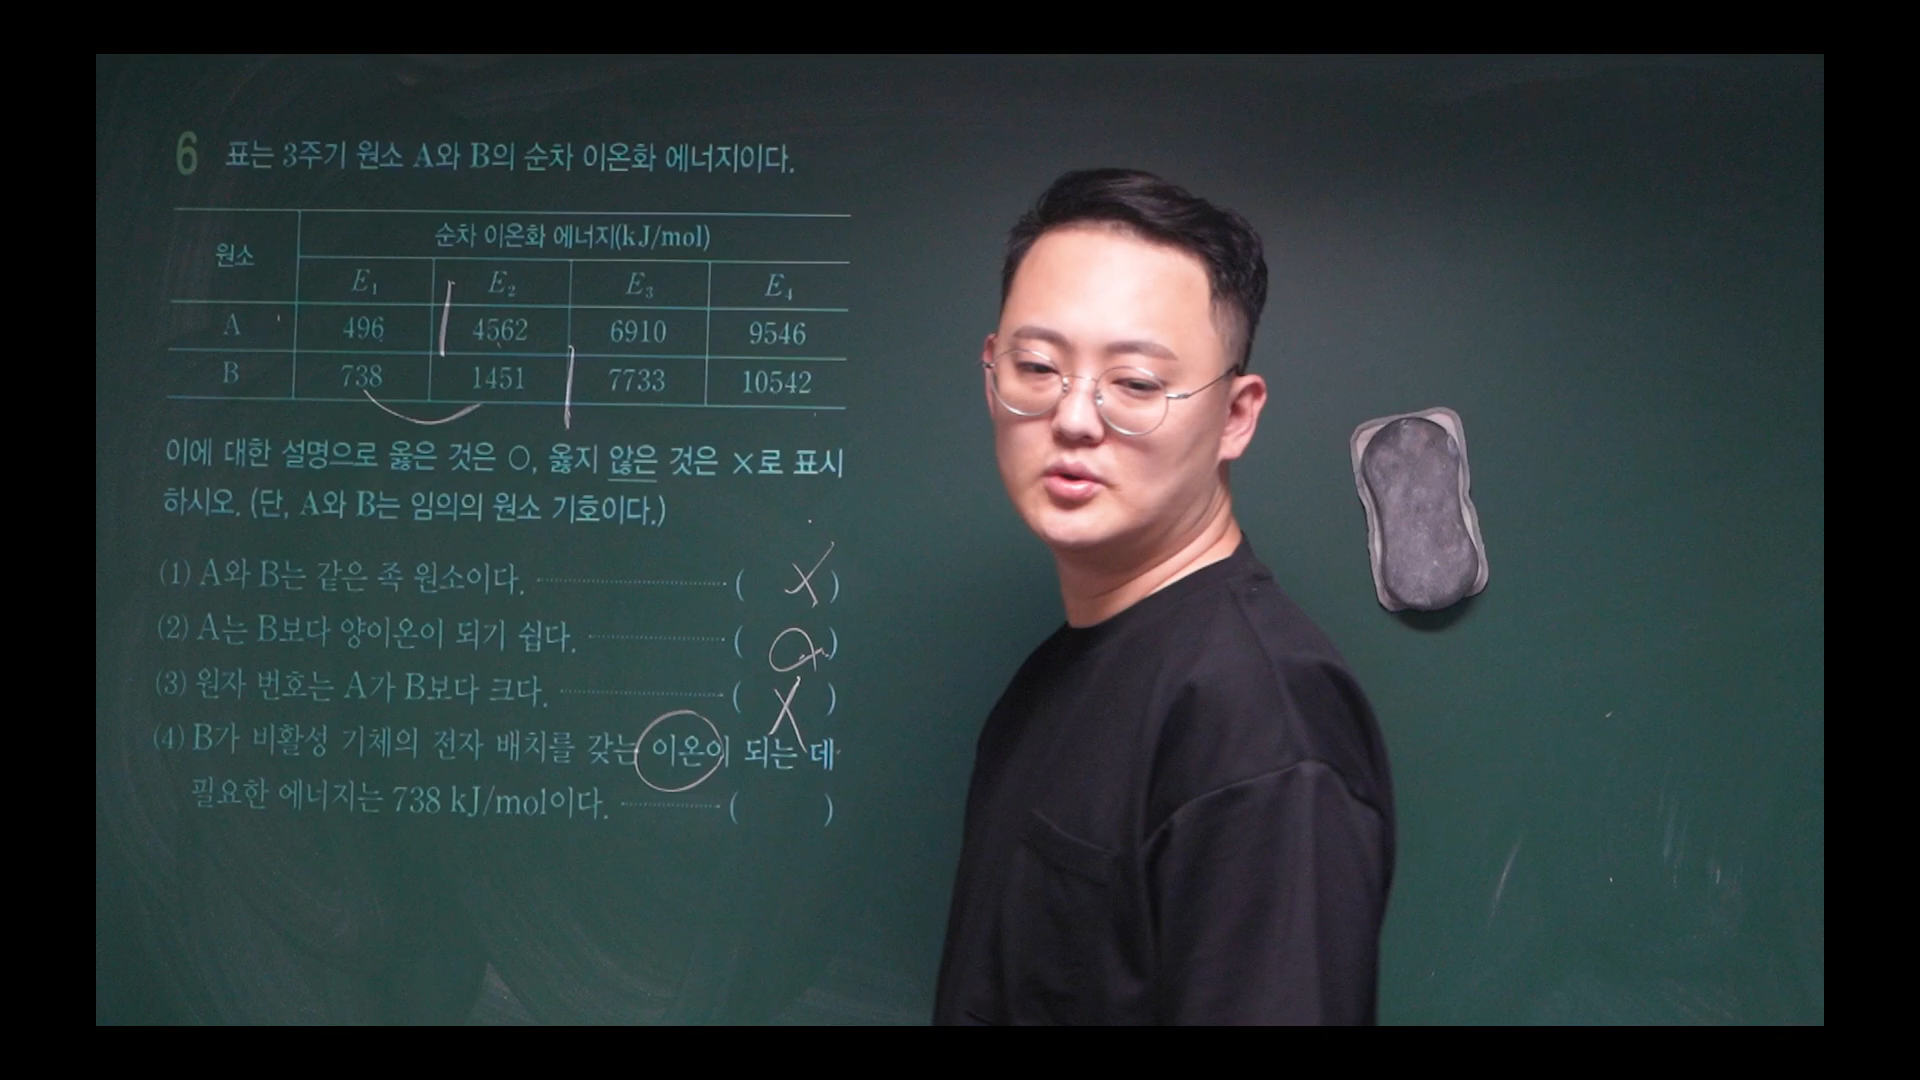 6 표는 3주기 원소 A와 B의 순차 이온화 에너지이다.
원소 순차 이온화 에너지(kJ/mol)
E₁ E₂ E₃ E₄
A 496 4562 6910 9546
B 738 1451 7733 10542
이에 대한 설명으로 옳은 것은 ○, 옳지 않은 것은 ×로 표시
하시오. (단, A와 B는 임의의 원소 기호이다.)
(1) A와 B는 같은 족 원소이다. ( X )
(2) A는 B보다 양이온이 되기 쉽다. ( O )
(3) 원자 번호는 A가 B보다 크다. ( X )
(4) B가 비활성 기체의 전자 배치를 갖는 이온이 되는 데
필요한 에너지는 738 kJ/mol이다. ( )